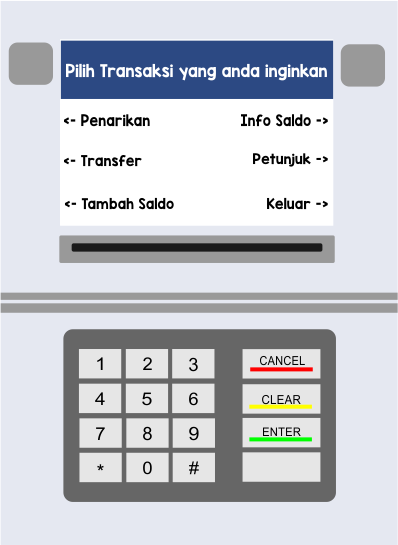 Pilih Transaksi yang anda inginkan
<- Penarikan
Info Saldo ->
<- Transfer
Petunjuk ->
<- Tambah Saldo
Keluar ->
1 2 3 CANCEL
4 5 6 CLEAR
7 8 9 ENTER
* 0 #